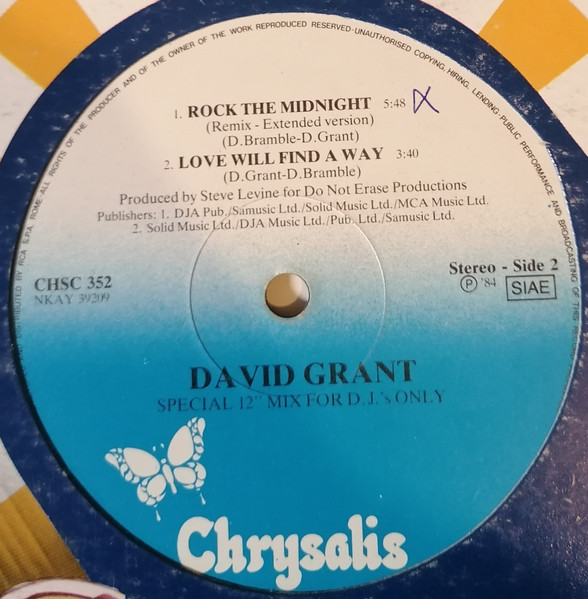 ALL RIGHTS OF THE PRODUCER AND OF THE OWNER OF THE WORK REPRODUCED RESERVED · UNAUTHORISED COPYING, HIRING, LENDING · PUBLIC PERFORMANCE AND BROADCASTING OF THIS
DISTRIBUTED BY RCA S.P.A. ROME
1. ROCK THE MIDNIGHT 5:48
(Remix - Extended version)
(D.Bramble-D.Grant)
2. LOVE WILL FIND A WAY 3:40
(D.Grant-D.Bramble)
Produced by Steve Levine for Do Not Erase Productions
Publishers: 1. DJA Pub./Samusic Ltd./Solid Music Ltd./MCA Music Ltd.
2. Solid Music Ltd./DJA Music Ltd./Pub. Ltd./Samusic Ltd.
CHSC 352
NKAY 39209
Stereo - Side 2
Ⓟ '84 SIAE
DAVID GRANT
SPECIAL 12" MIX FOR D.J.'s ONLY
Chrysalis